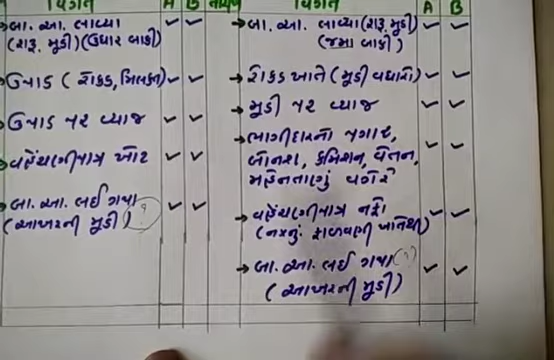 વિગત A B વિગત A B
બા. આ. લાવ્યા
(શરૂ. મૂડી) (ઉધાર બાકી)
ઉપાડ ( રોકડ, મિલકત)
ઉપાડ પર વ્યાજ
વહેંચણીપાત્ર ખોટ
બા. આ. લઈ ગયા
(આખરની મૂડી) ?
બા. આ. લાવ્યા (શરૂ મૂડી)
(જમા બાકી)
રોકડ ખાતે (મૂડી વધારો)
મૂડી પર વ્યાજ
ભાગીદારનો પગાર,
બોનસ, કમિશન, વેતન,
મહેનતાણું વગેરે
વહેંચણીપાત્ર નફો
(નફાનું ફાળવણી ખાતેથી)
બા. આ. લઈ ગયા (?)
( આખરની મૂડી)